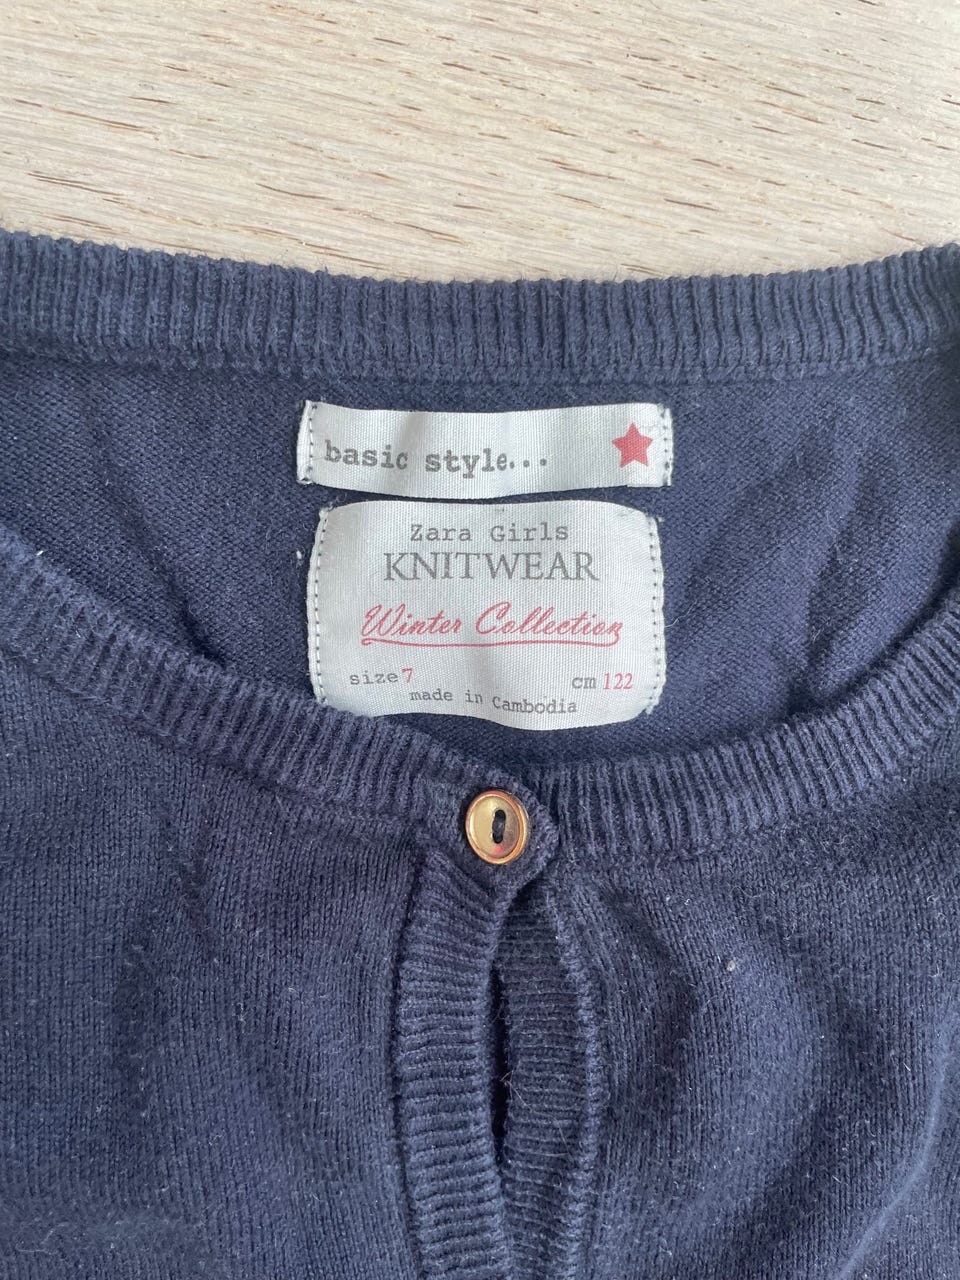 basic style...
Zara Girls
KNITWEAR
Winter Collection
size 7 cm 122
made in Cambodia